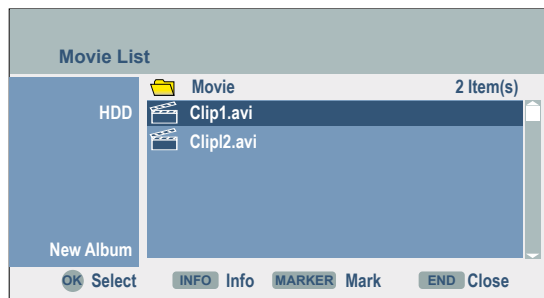 Movie List
Movie 2 Item(s)
HDD Clip1.avi
Clipl2.avi
New Album
OK Select INFO Info MARKER Mark END Close